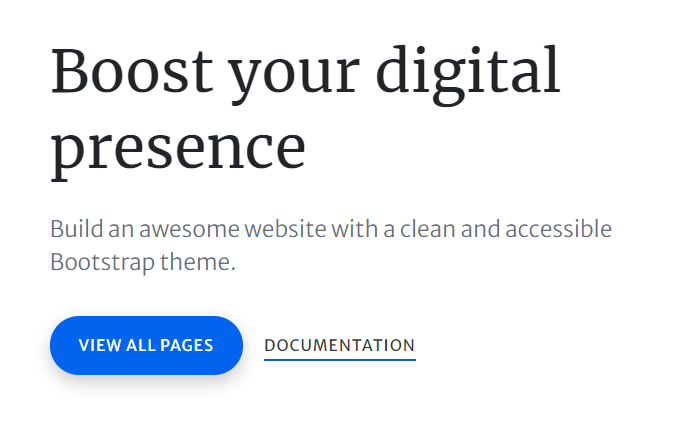 Boost your digital
presence
Build an awesome website with a clean and accessible
Bootstrap theme.
VIEW ALL PAGES
DOCUMENTATION